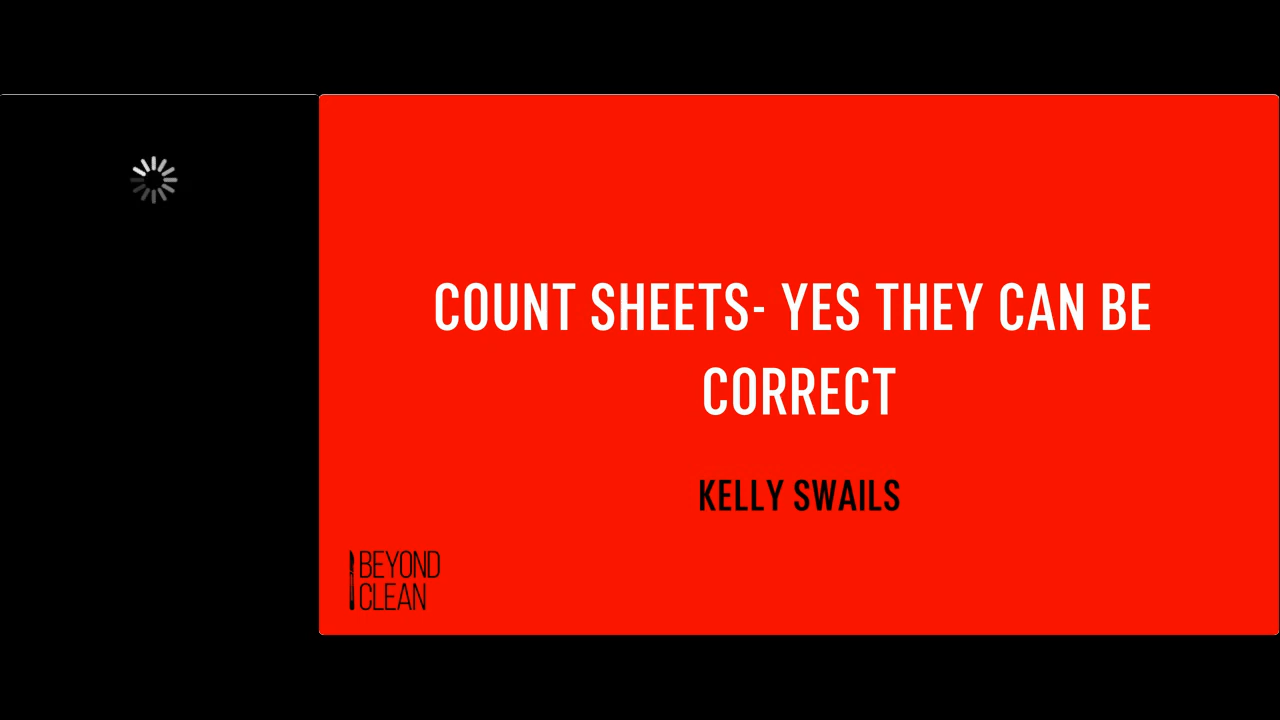 COUNT SHEETS- YES THEY CAN BE
CORRECT
KELLY SWAILS
BEYOND
CLEAN